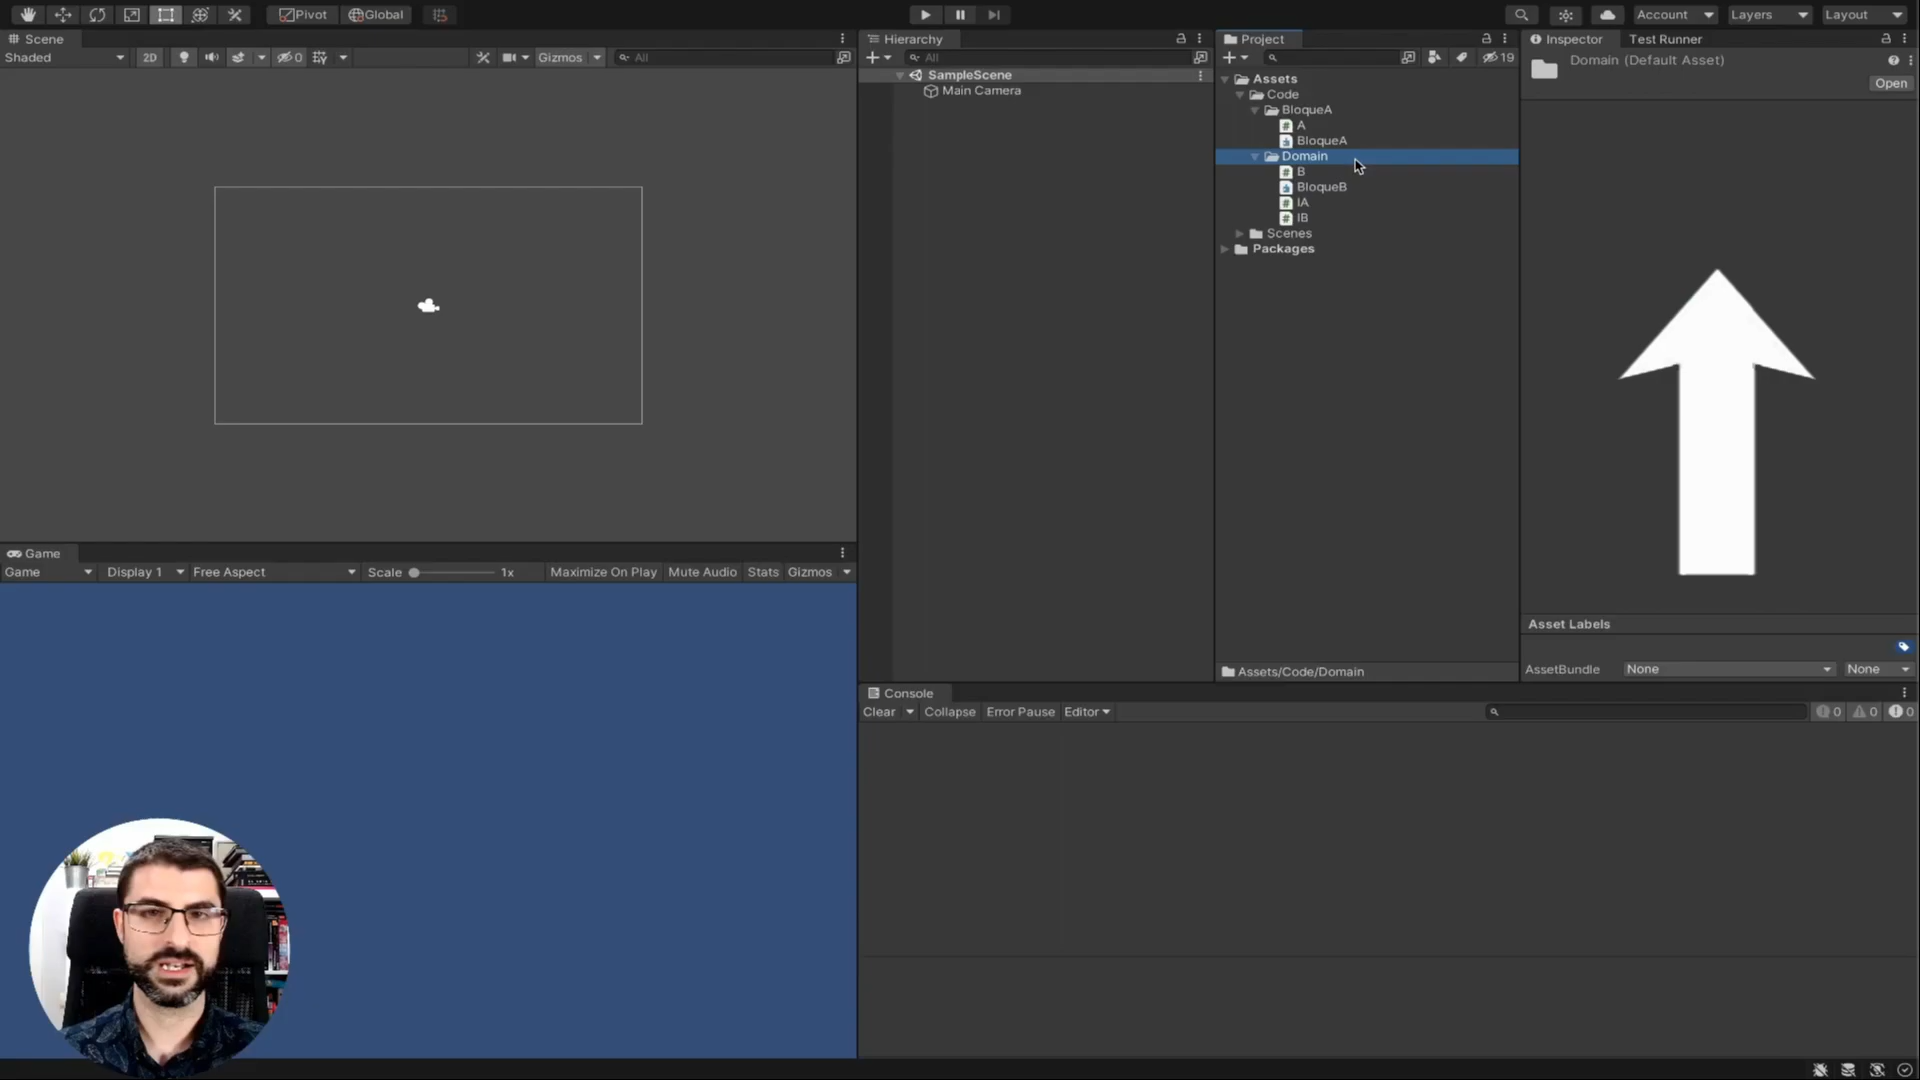 Pivot Global Account Layers Layout
Scene
Shaded 2D 0 Gizmos All
Hierarchy
All
SampleScene
Main Camera
Project
19
Assets
Code
BloqueA
A
BloqueA
Domain
B
BloqueB
IA
IB
Scenes
Packages
Assets/Code/Domain
Inspector Test Runner
Domain (Default Asset)
Open
Asset Labels
AssetBundle None None
Game
Game Display 1 Free Aspect Scale 1x Maximize On Play Mute Audio Stats Gizmos
Console
Clear Collapse Error Pause Editor 0 0 0